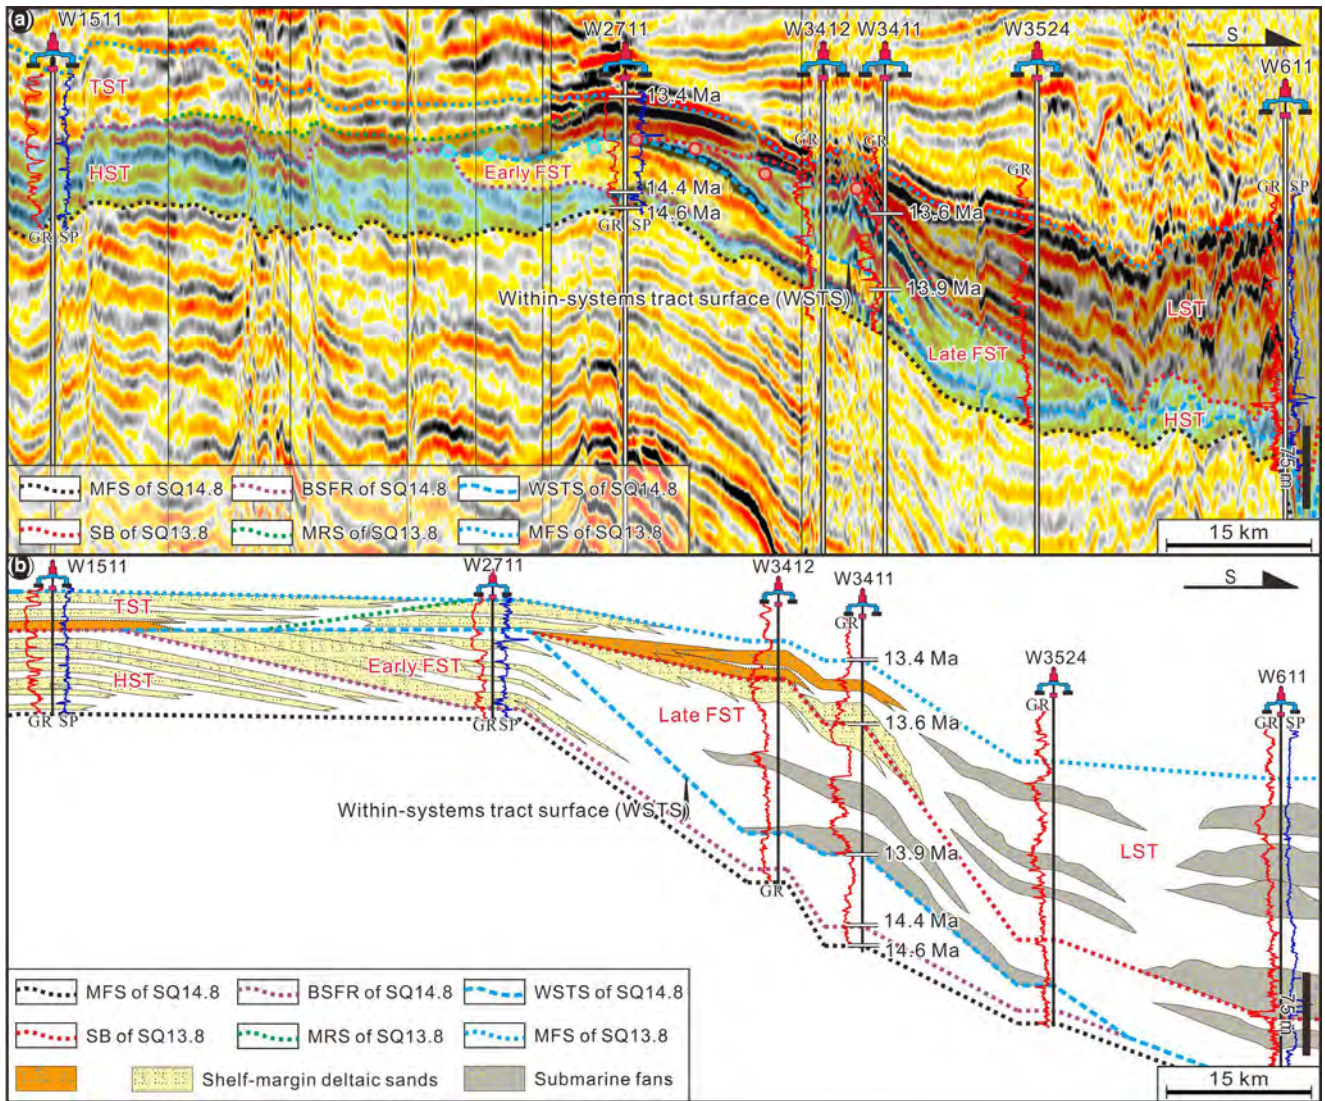 a
W1511
W2711
W3412
W3411
W3524
S
W611
TST
13.4 Ma
HST
GR
GR
Early FST
GR
GR SP
14.4 Ma
14.6 Ma
13.6 Ma
GR SP
GR SP
Within-systems tract surface (WSTS)
13.9 Ma
LST
Late FST
HST
75 m
MFS of SQ14.8
BSFR of SQ14.8
WSTS of SQ14.8
SB of SQ13.8
MRS of SQ13.8
MFS of SQ13.8
15 km
b
W1511
W2711
W3412
W3411
S
TST
GR
W3524
13.4 Ma
W611
Early FST
HST
GR
Late FST
GR SP
GR SP
GR SP
13.6 Ma
Within-systems tract surface (WSTS)
13.9 Ma
LST
GR
14.4 Ma
14.6 Ma
75 m
MFS of SQ14.8
BSFR of SQ14.8
WSTS of SQ14.8
SB of SQ13.8
MRS of SQ13.8
MFS of SQ13.8
Shelf-margin deltaic sands
Submarine fans
15 km